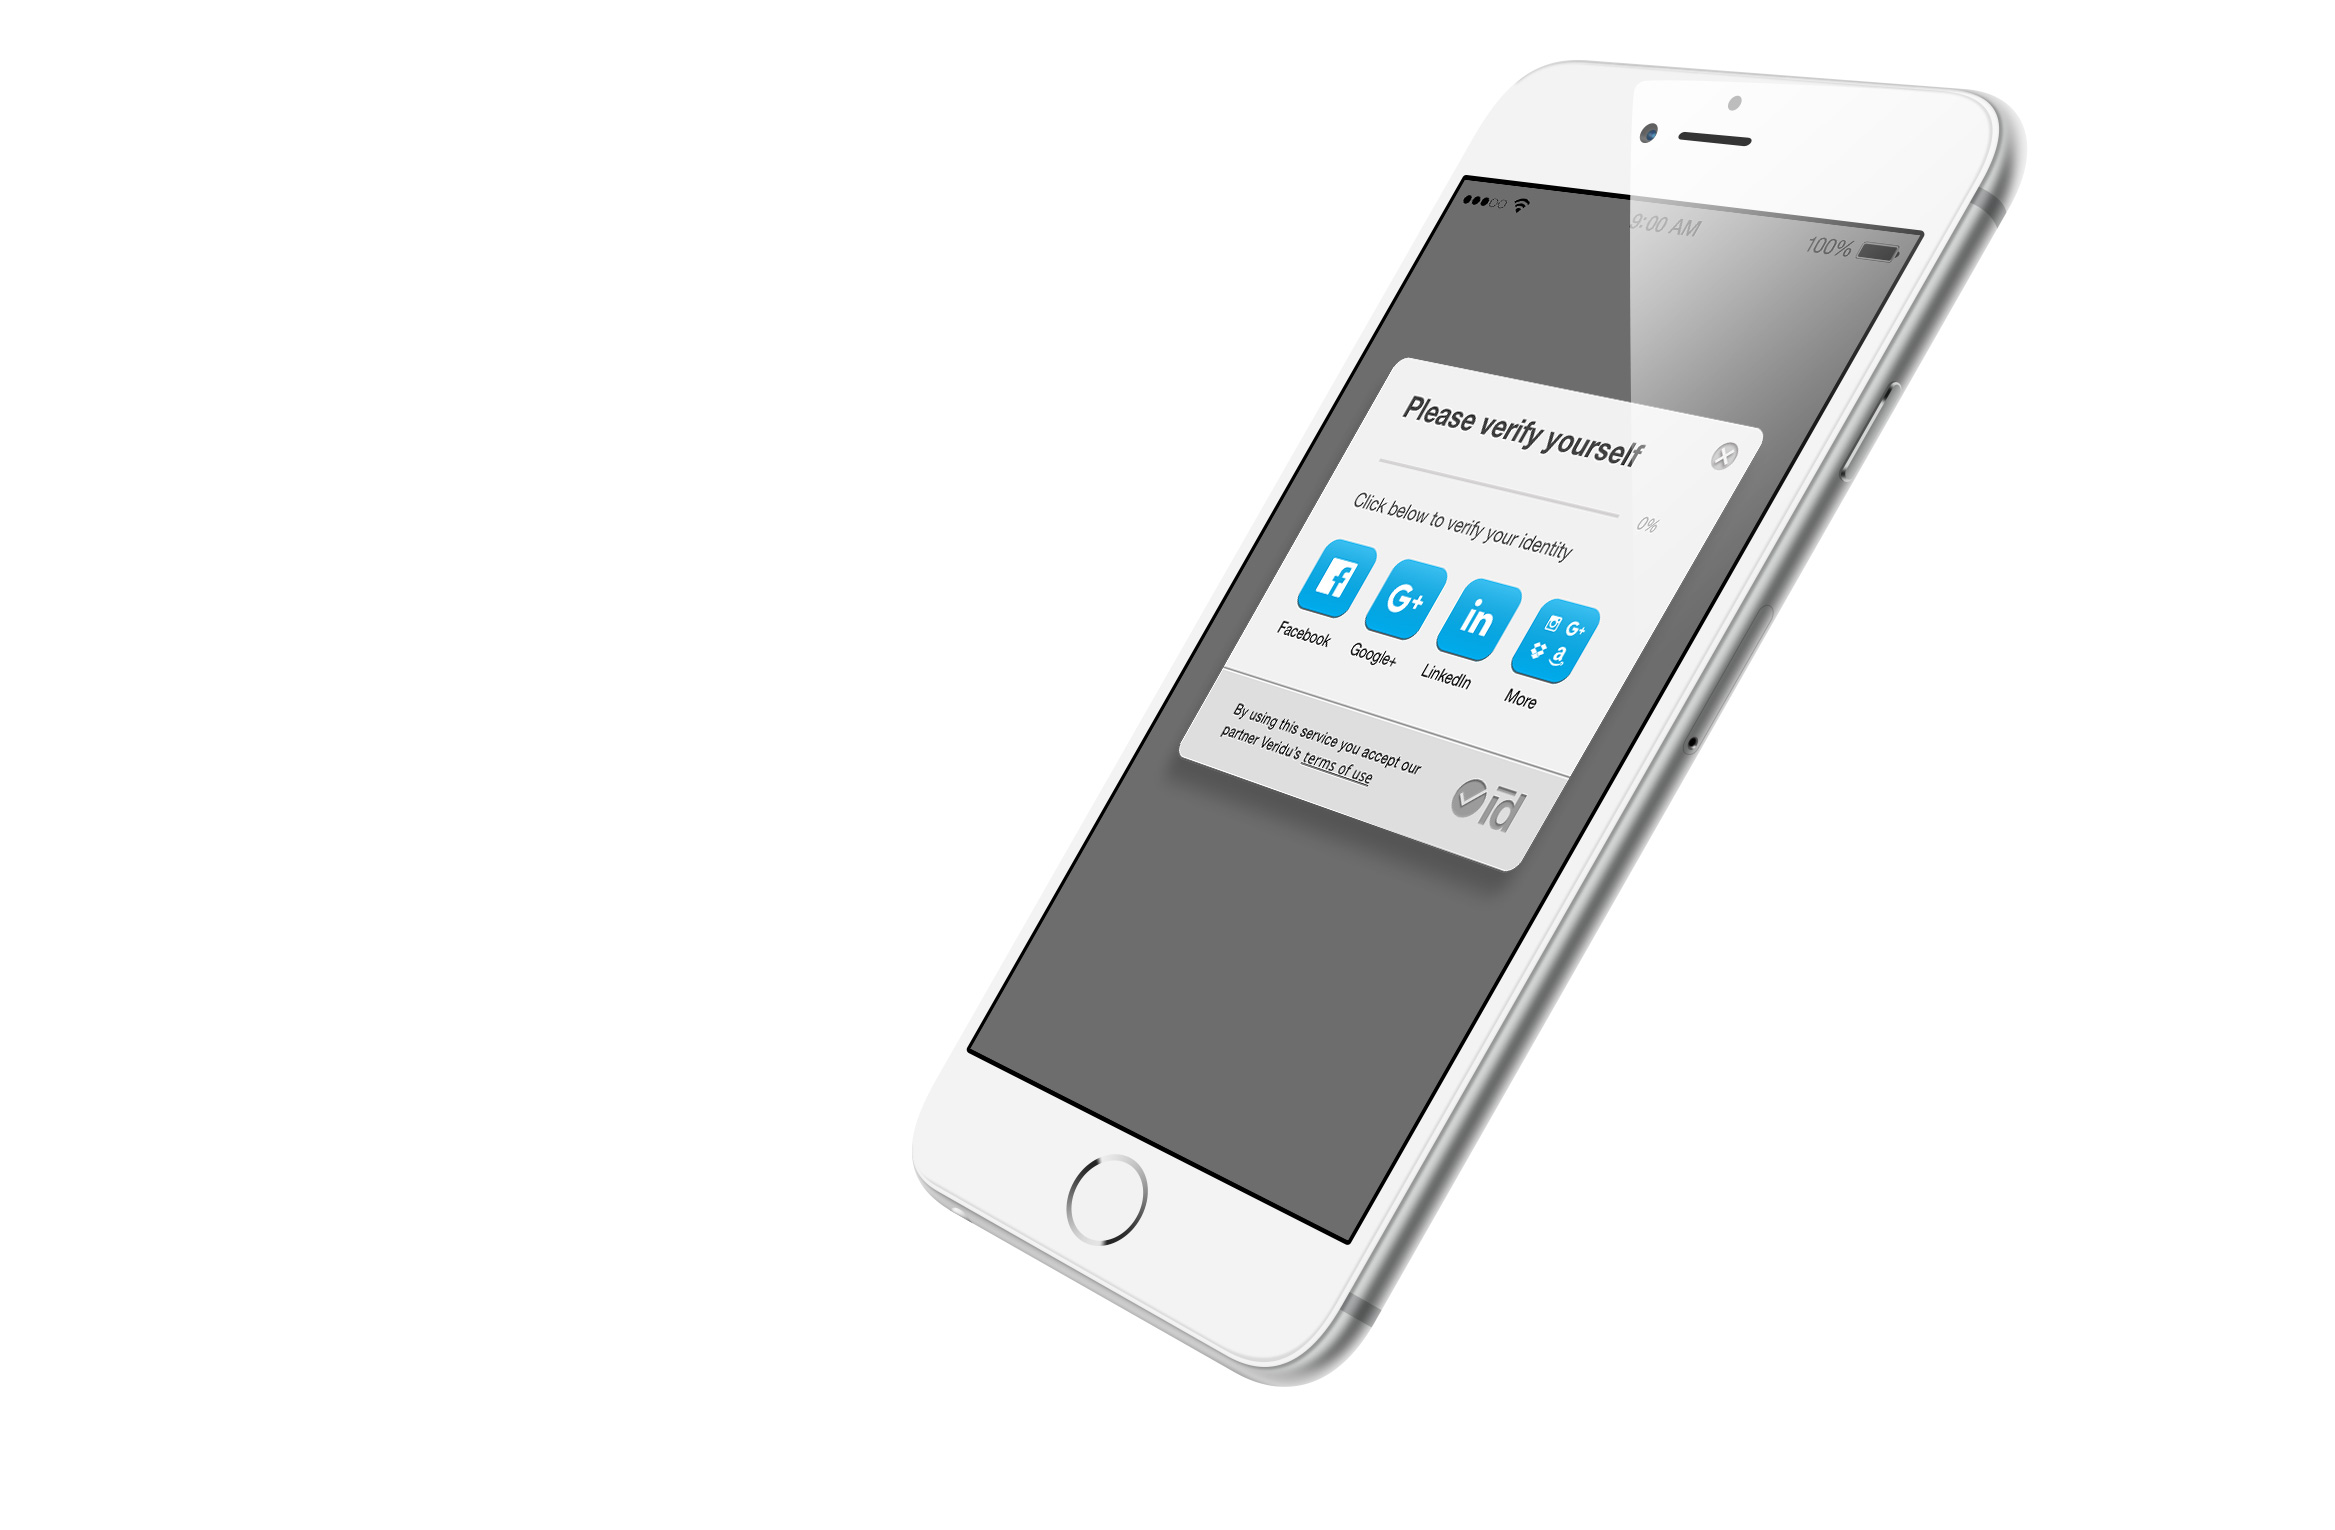 9:00 AM
100%
Please verify yourself
0%
Click below to verify your identity
Facebook
Google+
LinkedIn
More
By using this service you accept our
partner Veridu's terms of use
id